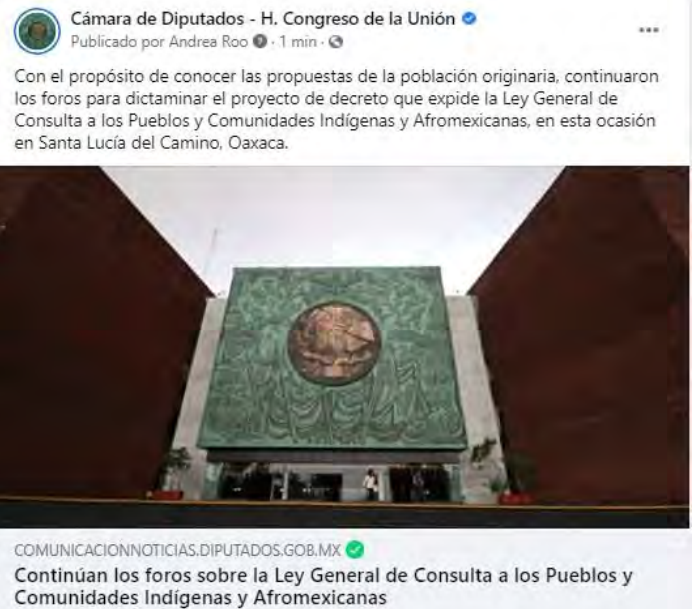 Cámara de Diputados - H. Congreso de la Unión
Publicado por Andrea Roo · 1 min ·
Con el propósito de conocer las propuestas de la población originaria, continuaron
los foros para dictaminar el proyecto de decreto que expide la Ley General de
Consulta a los Pueblos y Comunidades Indígenas y Afromexicanas, en esta ocasión
en Santa Lucía del Camino, Oaxaca.
COMUNICACIONNOTICIAS.DIPUTADOS.GOB.MX
Continúan los foros sobre la Ley General de Consulta a los Pueblos y
Comunidades Indígenas y Afromexicanas